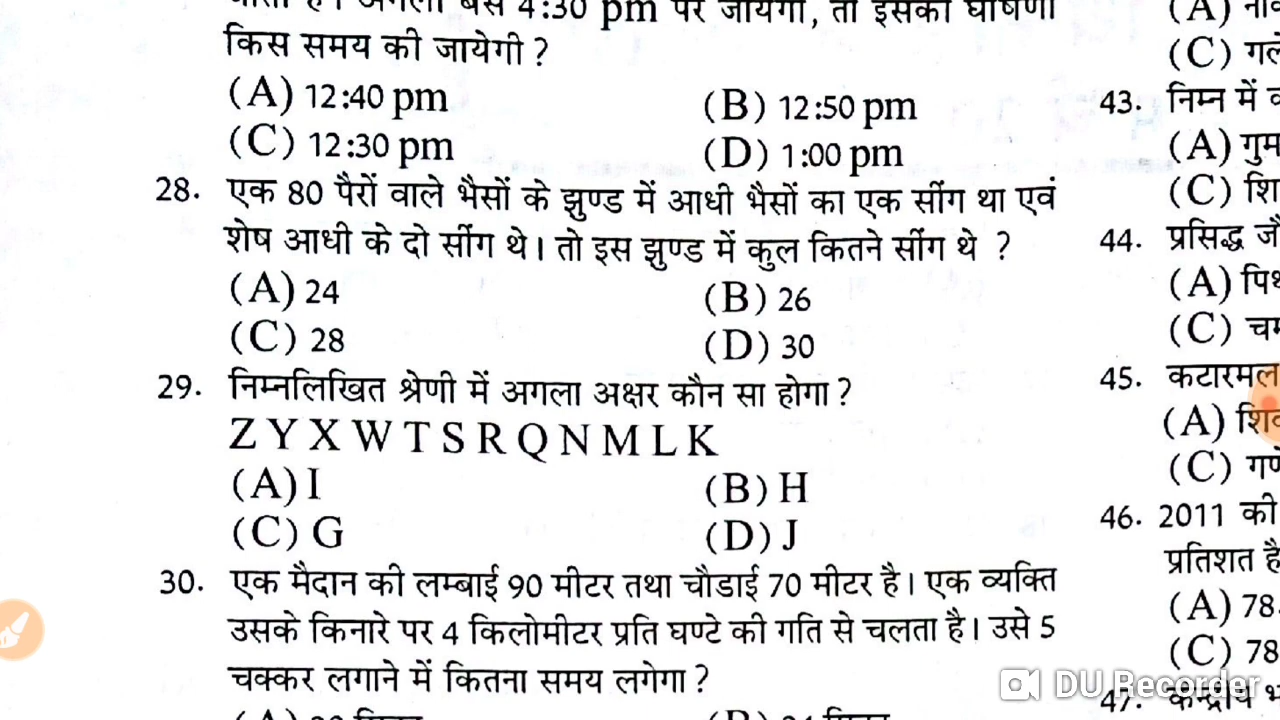 किस समय की जायेगी ?
(A) 12:40 pm (B) 12:50 pm
(C) 12:30 pm (D) 1:00 pm
28. एक 80 पैरों वाले भैसों के झुण्ड में आधी भैसों का एक सींग था एवं
शेष आधी के दो सींग थे। तो इस झुण्ड में कुल कितने सींग थे ?
(A) 24 (B) 26
(C) 28 (D) 30
29. निम्नलिखित श्रेणी में अगला अक्षर कौन सा होगा ?
Z Y X W T S R Q N M L K
(A) I (B) H
(C) G (D) J
30. एक मैदान की लम्बाई 90 मीटर तथा चौडाई 70 मीटर है। एक व्यक्ति
उसके किनारे पर 4 किलोमीटर प्रति घण्टे की गति से चलता है। उसे 5
चक्कर लगाने में कितना समय लगेगा ?
(A)
(C)
43. निम्न में
(A)
(C)
44. प्रसिद्ध
(A)
(C)
45. कटारमल
(A)
(C)
46. 2011 की
प्रतिशत है
(A) 78
(C) 78
47. केन्द्रीय
DU Recorder